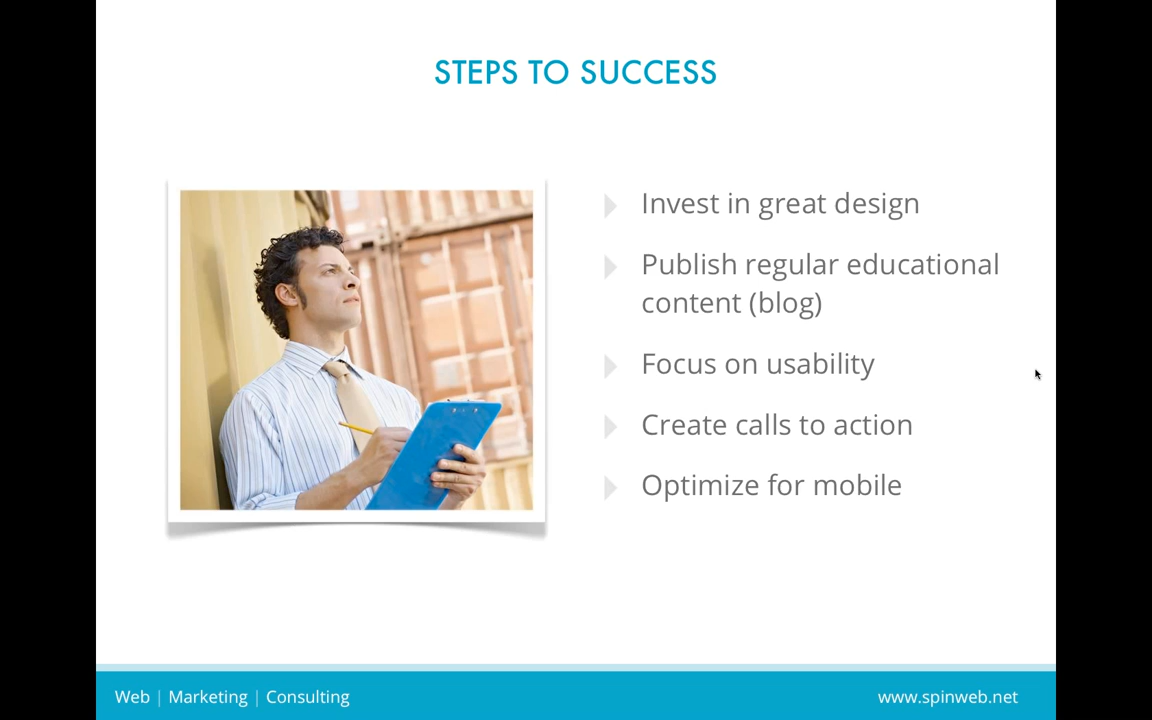 STEPS TO SUCCESS
Invest in great design
Publish regular educational
content (blog)
Focus on usability
Create calls to action
Optimize for mobile
Web | Marketing | Consulting
www.spinweb.net